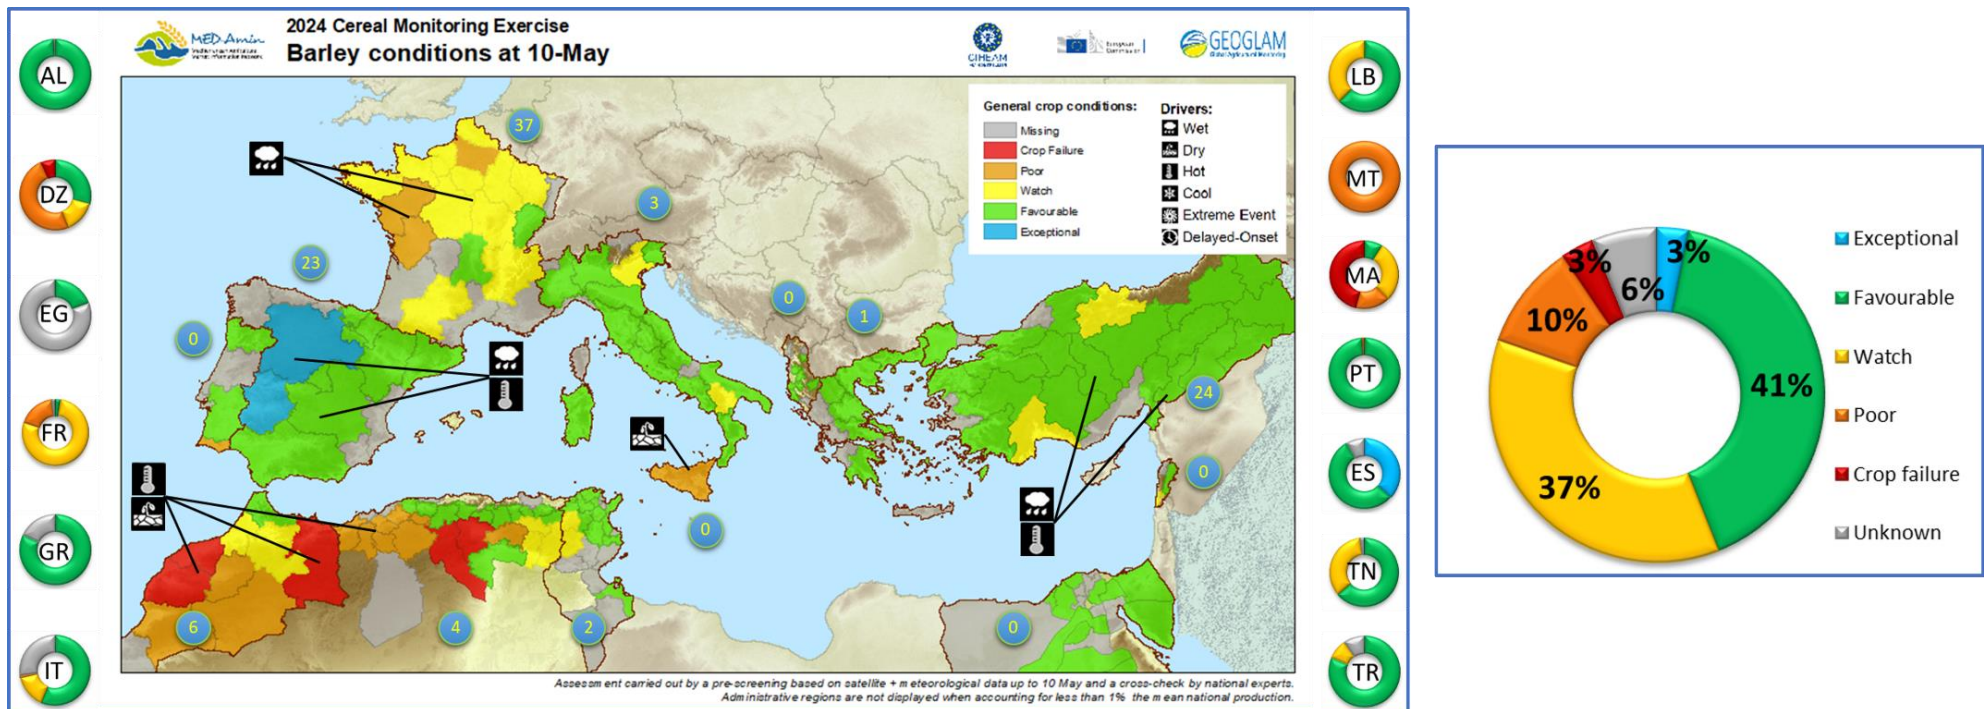 AL
DZ
EG
FR
GR
IT
MED-Amin
2024 Cereal Monitoring Exercise
Barley conditions at 10-May
CIHEAM
European
Commission
GEOGLAM
Global Agricultural Monitoring
General crop conditions:
Missing
Crop Failure
Poor
Watch
Favourable
Exceptional
Drivers:
Wet
Dry
Hot
Cool
Extreme Event
Delayed-Onset
37
3
23
0
0
1
24
0
0
6
4
2
0
Assessment carried out by a pre-screening based on satellite + meteorological data up to 10 May and a cross-check by national experts.
Administrative regions are not displayed when accounting for less than 1% the mean national production.
LB
MT
MA
PT
ES
TN
TR
3%
41%
37%
10%
3%
6%
Exceptional
Favourable
Watch
Poor
Crop failure
Unknown